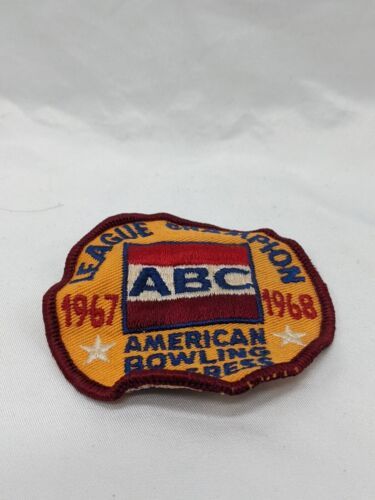 LEAGUE CHAMPION
1967 ABC 1968
AMERICAN
BOWLING